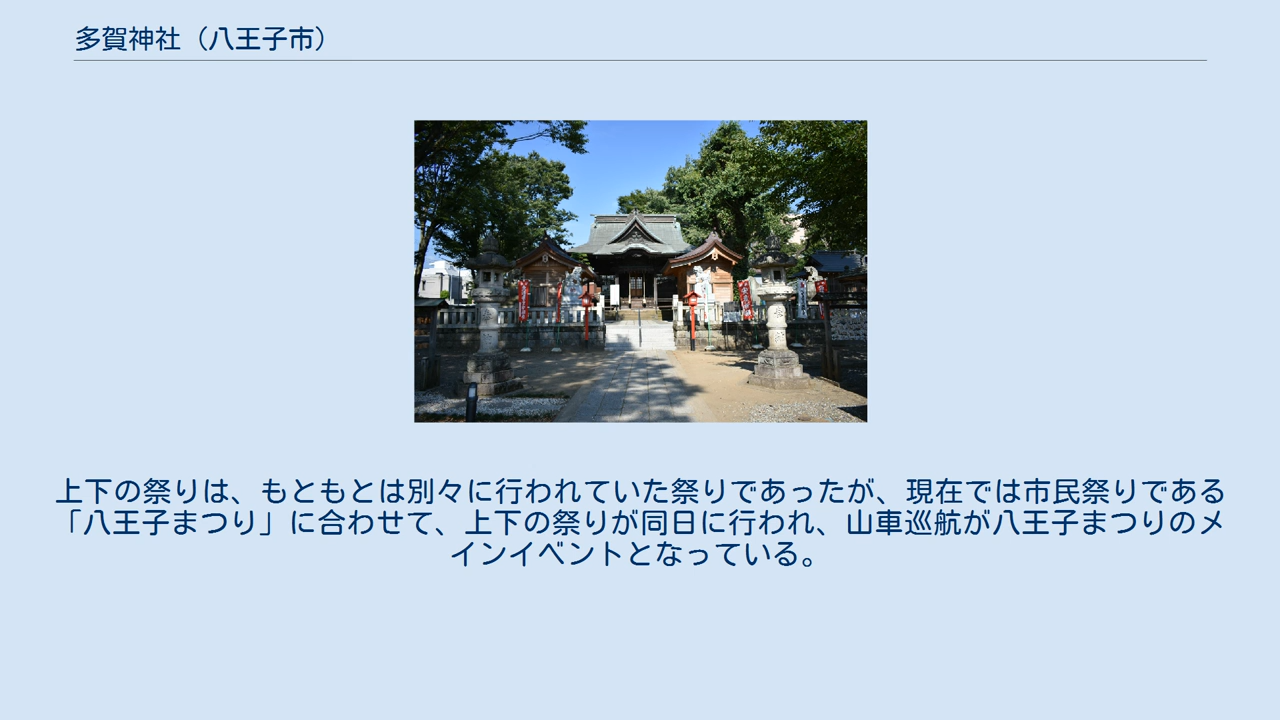 多賀神社（八王子市）
上下の祭りは、もともとは別々に行われていた祭りであったが、現在では市民祭りである
「八王子まつり」に合わせて、上下の祭りが同日に行われ、山車巡航が八王子まつりのメ
インイベントとなっている。